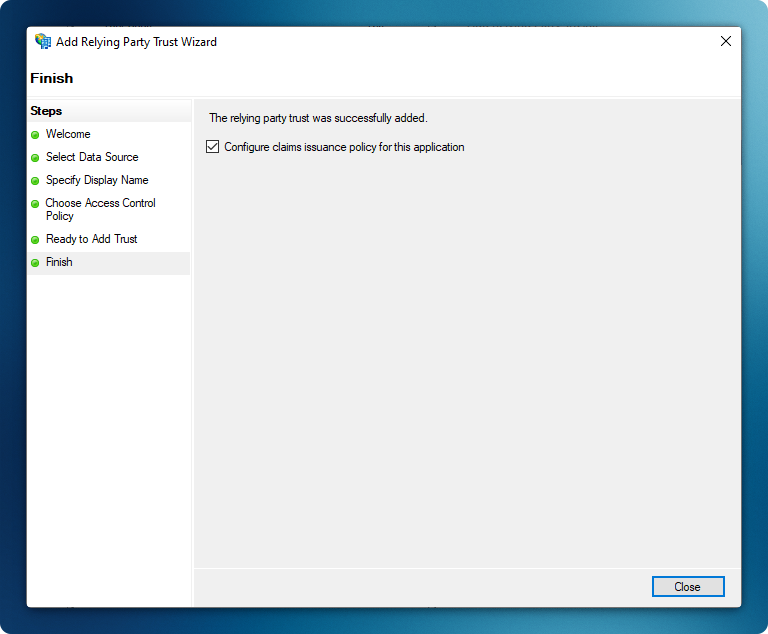 Add Relying Party Trust Wizard
Finish
Steps
Welcome
Select Data Source
Specify Display Name
Choose Access Control
Policy
Ready to Add Trust
Finish
The relying party trust was successfully added.
Configure claims issuance policy for this application
Close